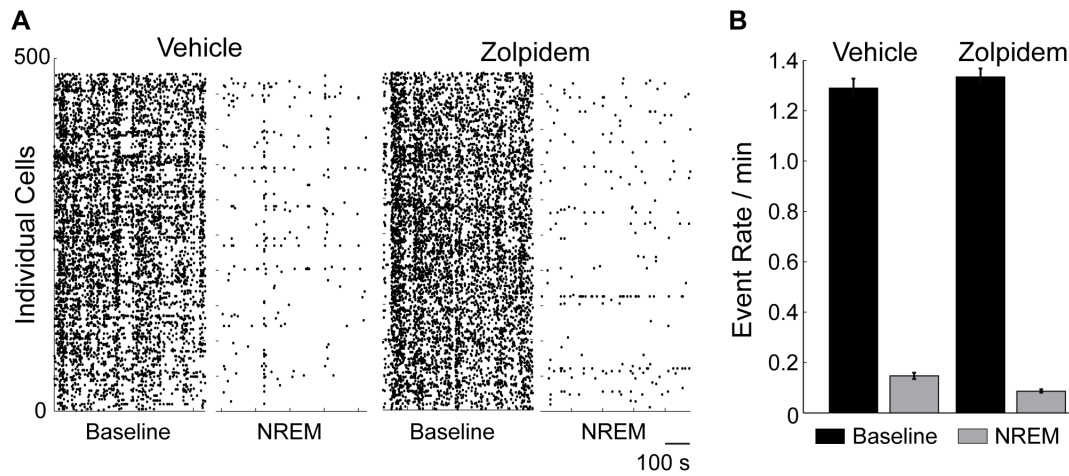 A
Vehicle
Zolpidem
500
Individual Cells
0
Baseline
NREM
Baseline
NREM
100 s
B
Vehicle
Zolpidem
1.4
1.2
1.0
0.8
0.6
0.4
0.2
0
Event Rate / min
Baseline
NREM